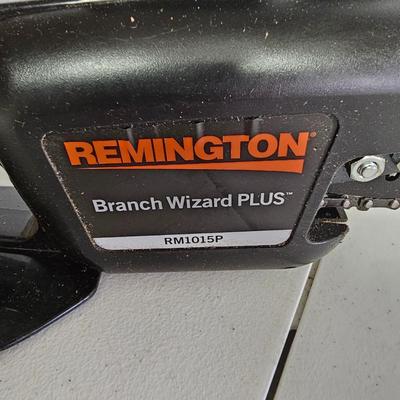 REMINGTON®
Branch Wizard PLUS™
RM1015P